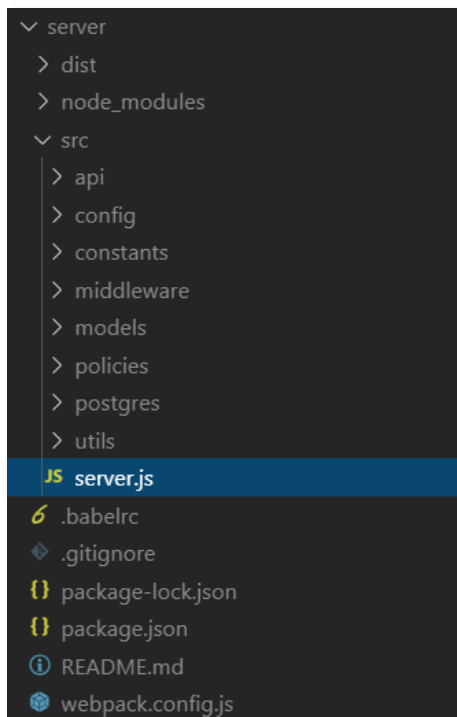 server
dist
node_modules
src
api
config
constants
middleware
models
policies
postgres
utils
JS server.js
.babelrc
.gitignore
{} package-lock.json
{} package.json
README.md
webpack.config.js